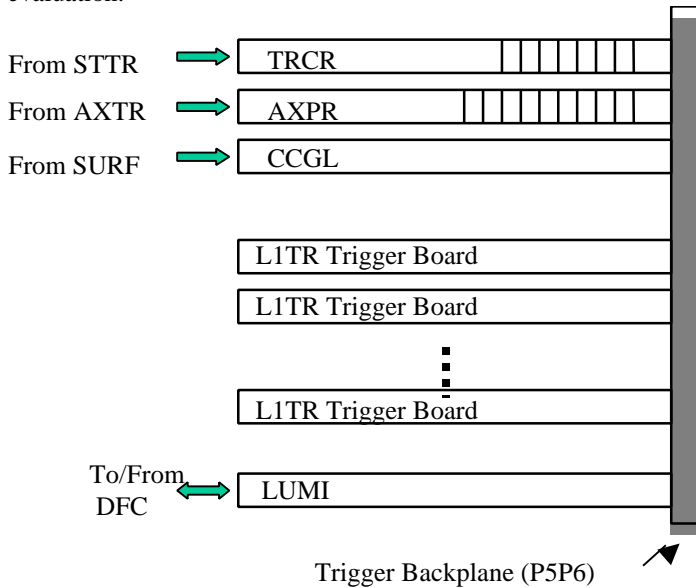 evaluation.
From STTR
TRCR
From AXTR
AXPR
From SURF
CCGL
L1TR Trigger Board
L1TR Trigger Board
L1TR Trigger Board
To/From
DFC
LUMI
Trigger Backplane (P5P6)